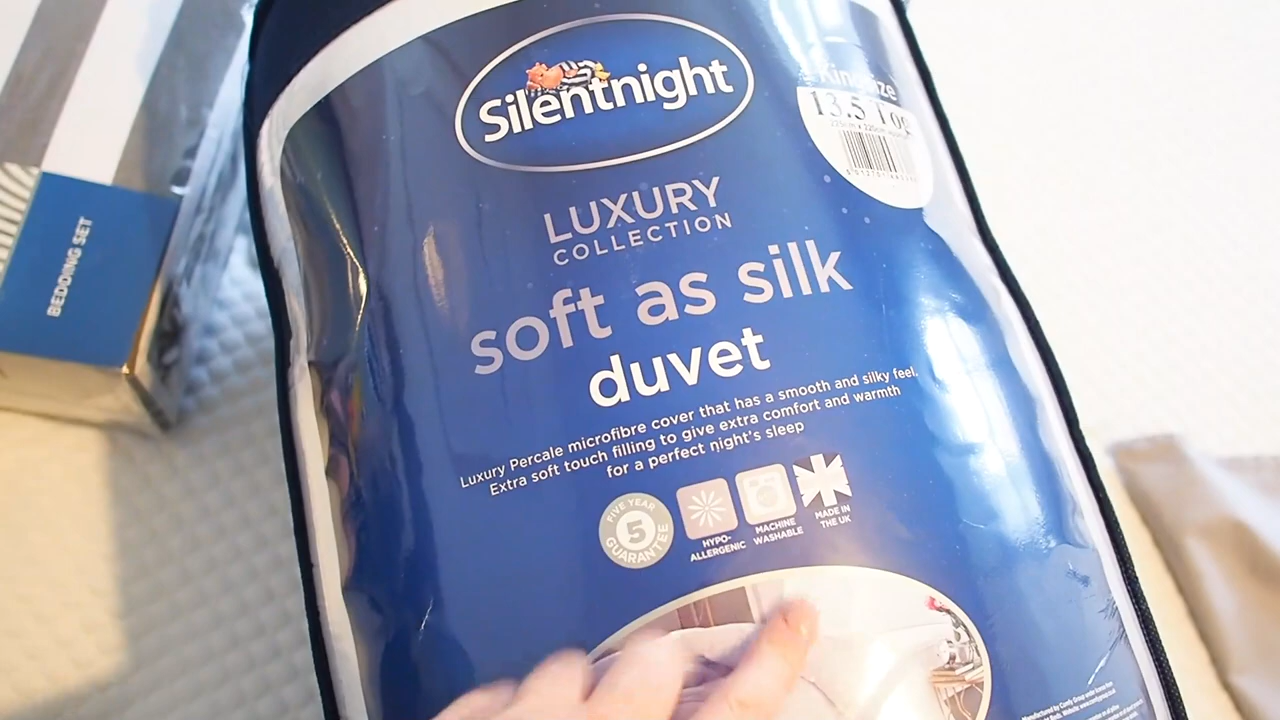 Silentnight
King Size
13.5 Tog
LUXURY
COLLECTION
soft as silk
duvet
Luxury Percale microfibre cover that has a smooth and silky feel.
Extra soft touch filling to give extra comfort and warmth
for a perfect night's sleep
FIVE YEAR
5
GUARANTEE
HYPO-
ALLERGENIC
MACHINE
WASHABLE
MADE IN
THE UK
BEDDING SET